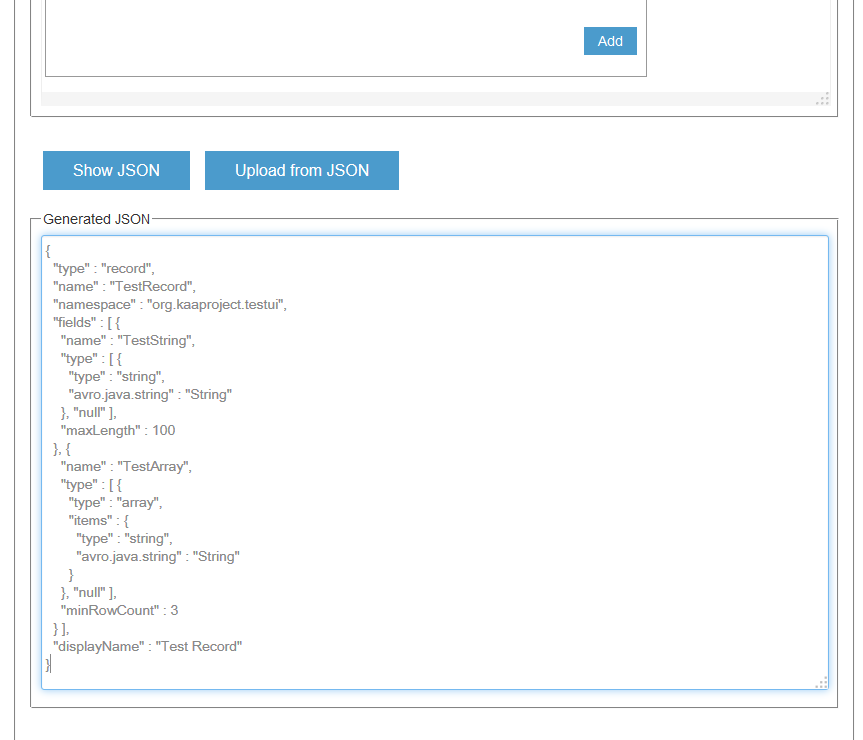 Add
Show JSON
Upload from JSON
Generated JSON
{
  "type" : "record",
  "name" : "TestRecord",
  "namespace" : "org.kaaproject.testui",
  "fields" : [ {
    "name" : "TestString",
    "type" : [ {
      "type" : "string",
      "avro.java.string" : "String"
    }, "null" ],
    "maxLength" : 100
  }, {
    "name" : "TestArray",
    "type" : [ {
      "type" : "array",
      "items" : {
        "type" : "string",
        "avro.java.string" : "String"
      }
    }, "null" ],
    "minRowCount" : 3
  } ],
  "displayName" : "Test Record"
}